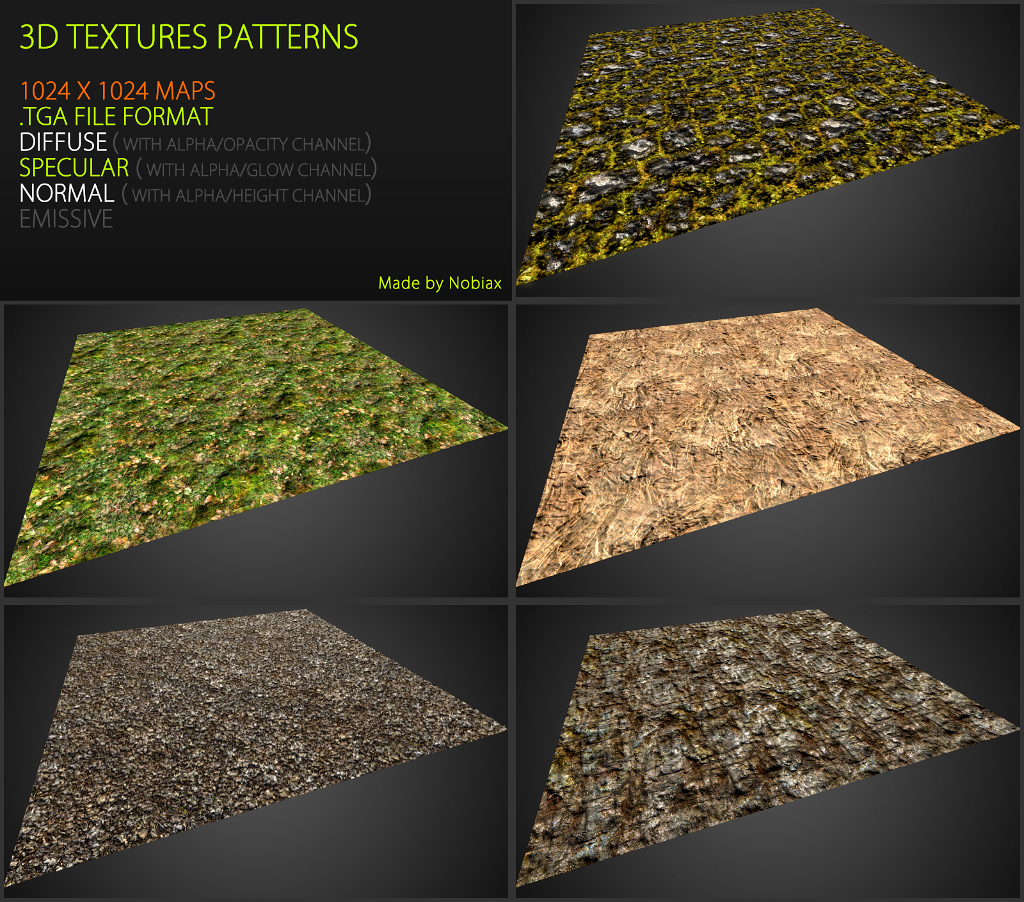 3D TEXTURES PATTERNS
1024 X 1024 MAPS
.TGA FILE FORMAT
DIFFUSE ( WITH ALPHA/OPACITY CHANNEL)
SPECULAR ( WITH ALPHA/GLOW CHANNEL)
NORMAL ( WITH ALPHA/HEIGHT CHANNEL)
EMISSIVE
Made by Nobiax